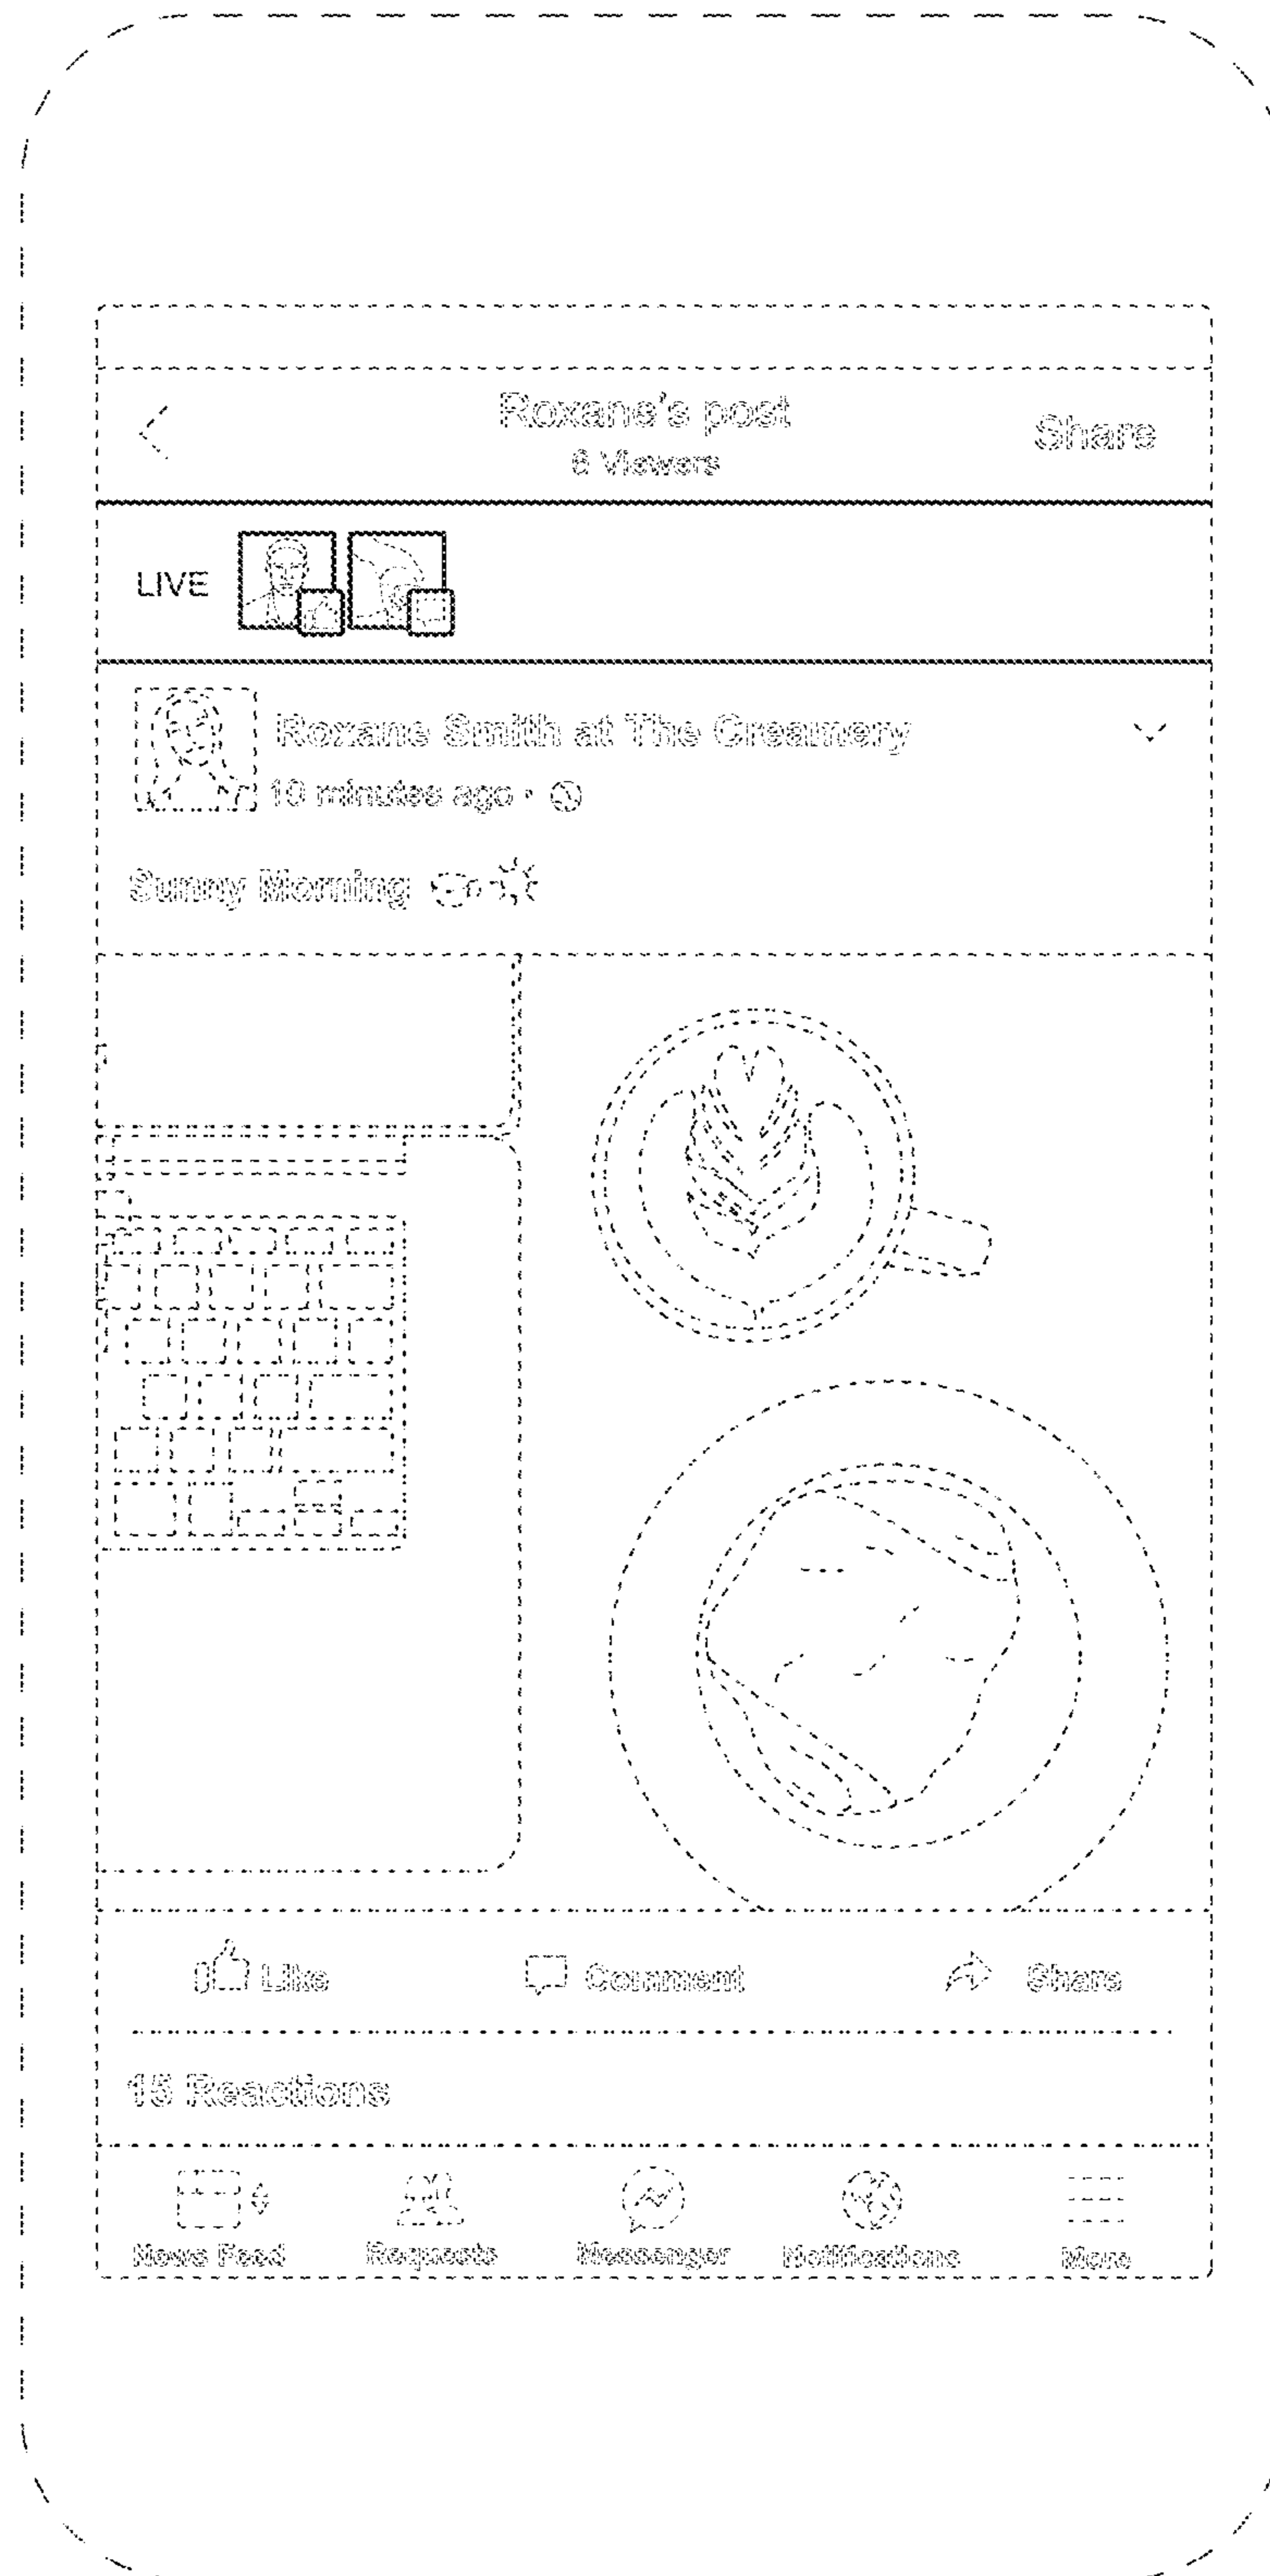 Roxane's post
Share
6 Viewers
LIVE
Roxane Smith at The Creamery
10 minutes ago ·
Sunny Morning
Like Comment Share
15 Reactions
News Feed Requests Messenger Notifications More